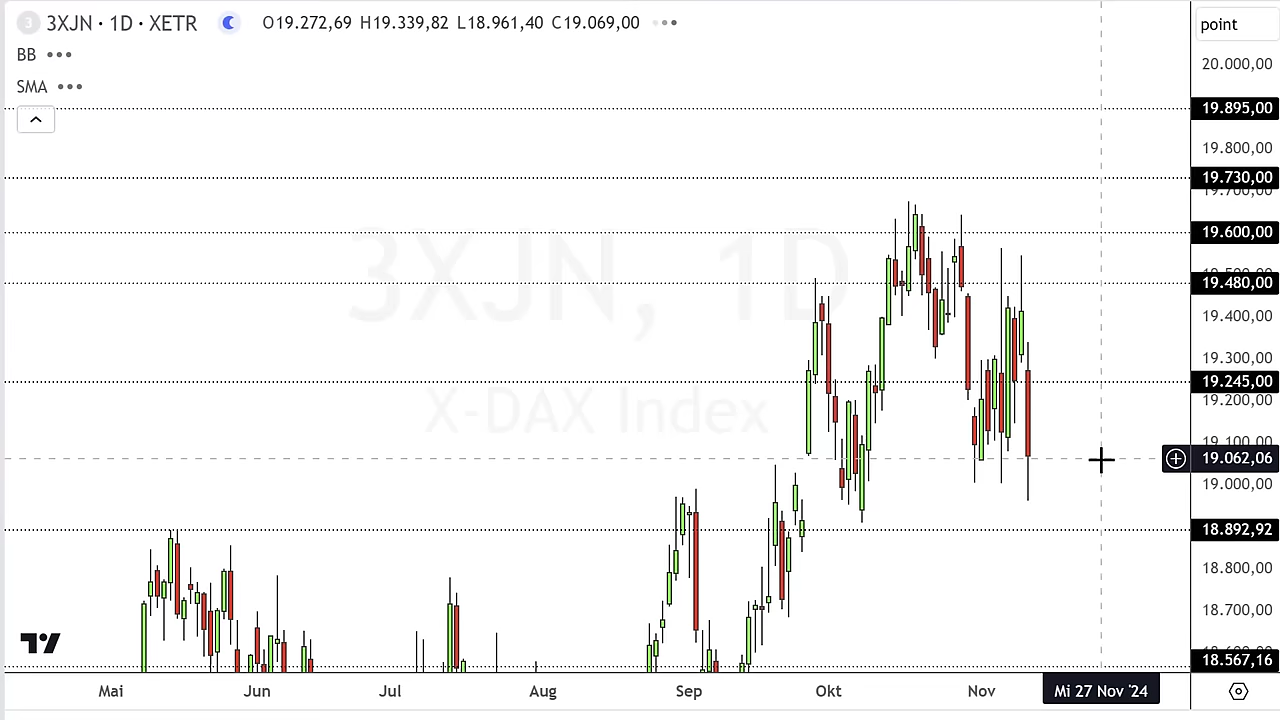 3 3XJN · 1D · XETR O19.272,69 H19.339,82 L18.961,40 C19.069,00
BB
SMA
point
20.000,00
19.895,00
19.800,00
19.730,00
19.700,00
19.600,00
3XJN, 1D
19.480,00
19.400,00
19.300,00
19.245,00
19.200,00
X-DAX Index
19.100,00
19.062,06
19.000,00
18.892,92
18.800,00
18.700,00
18.567,16
Mai Jun Jul Aug Sep Okt Nov Mi 27 Nov '24